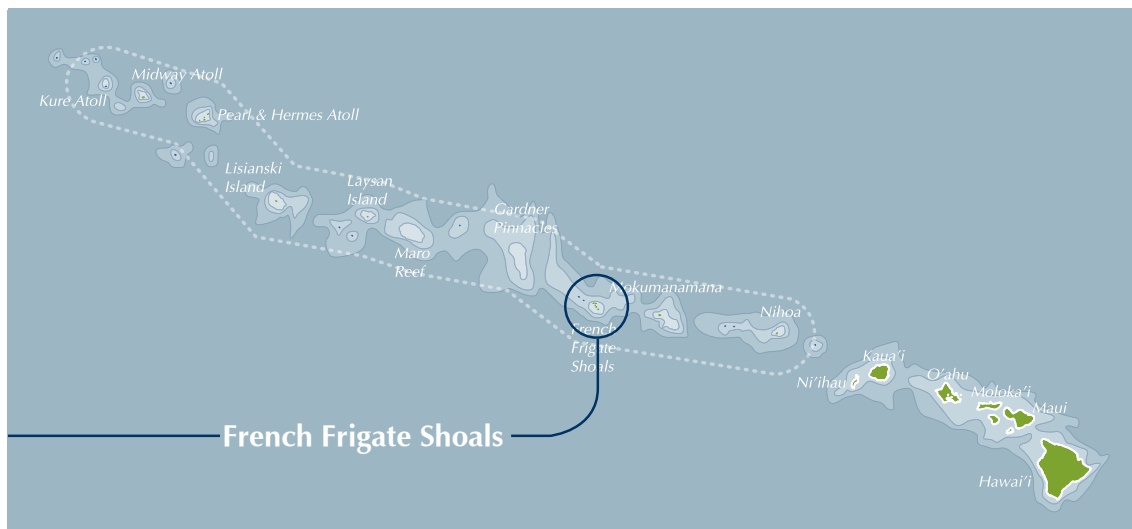 Midway Atoll
Kure Atoll
Pearl & Hermes Atoll
Lisianski
Island
Laysan
Island
Maro
Reef
Gardner
Pinnacles
Mokumanamana
French
Frigate
Shoals
Nihoa
Kaua’i
Ni’ihau
O’ahu
Moloka’i
Maui
Hawai’i
French Frigate Shoals